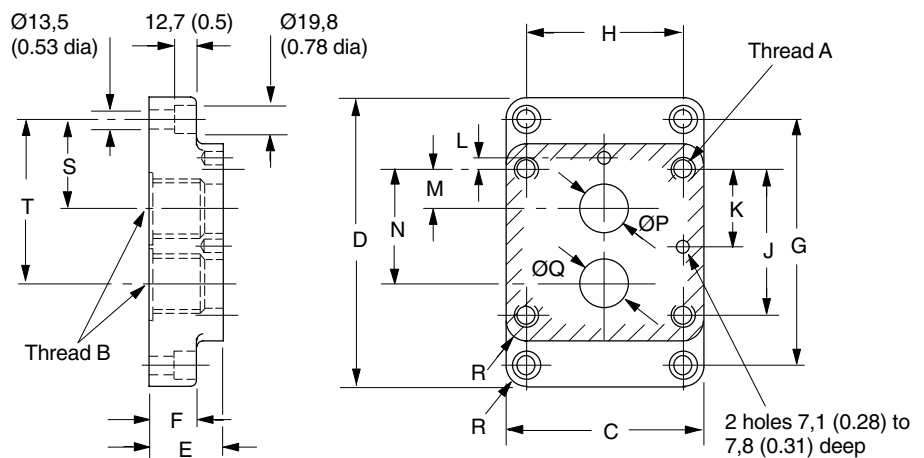 Ø13,5
(0.53 dia)
12,7 (0.5)
Ø19,8
(0.78 dia)
H
Thread A
L
S
M
T
D
N
K
ØP
J
G
ØQ
Thread B
R
F
R
C
E
2 holes 7,1 (0.28) to
7,8 (0.31) deep